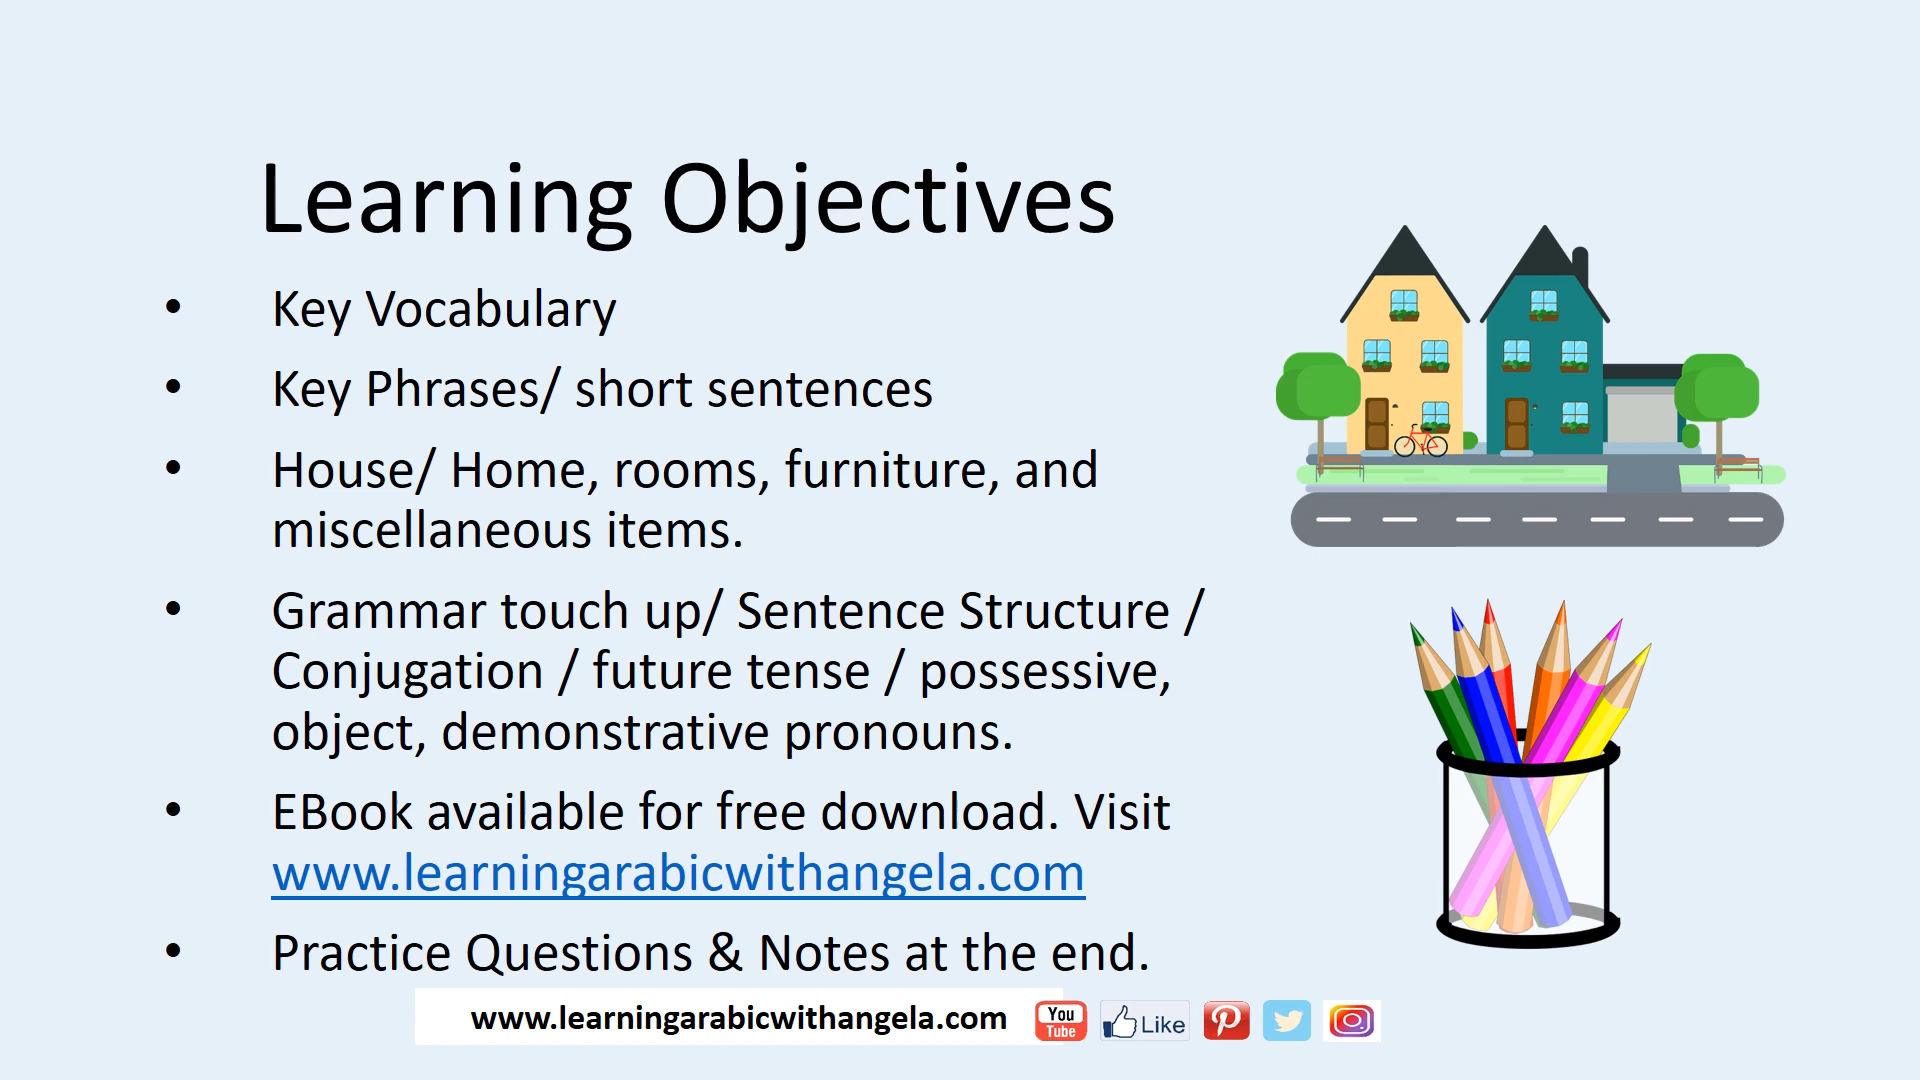 Learning Objectives
• Key Vocabulary
• Key Phrases/ short sentences
• House/ Home, rooms, furniture, and
miscellaneous items.
• Grammar touch up/ Sentence Structure /
Conjugation / future tense / possessive,
object, demonstrative pronouns.
• EBook available for free download. Visit
www.learningarabicwithangela.com
• Practice Questions & Notes at the end.
www.learningarabicwithangela.com
You
Tube
Like